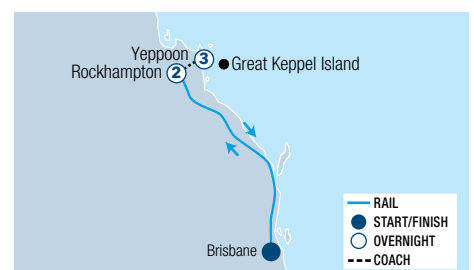 Yeppoon
3
Great Keppel Island
Rockhampton
2
Brisbane
RAIL
START/FINISH
OVERNIGHT
COACH